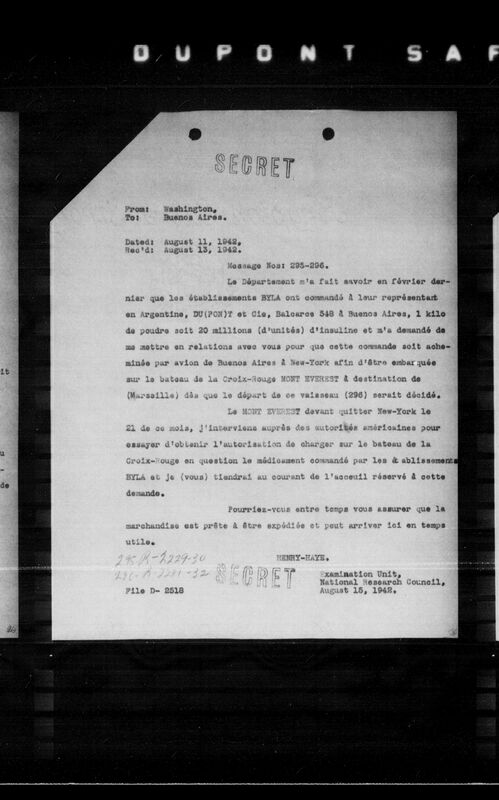 DUPONT SAF
SECRET
From: Washington,
To: Buenos Aires.
Dated: August 11, 1942.
Rec'd: August 13, 1942.
Message Nos: 295-296.
Le Département m'a fait savoir en février der-
nier que les établissements BYLA ont commandé à leur représentant
en Argentine, DU(PON)T et Cie, Balcarce 548 à Buenos Aires, 1 kilo
de poudre soit 20 millions (d'unités) d'insuline et m'a demandé de
me mettre en relations avec vous pour que cette commande soit ache-
minée par avion de Buenos Aires à New-York afin d'être embarquée
sur le bateau de la Croix-Rouge MONT EVEREST à destination de
(Marseille) dès que le départ de ce vaisseau (296) serait décidé.
Le MONT EVEREST devant quitter New-York le
21 de ce mois, j'interviens auprès des autorités américaines pour
essayer d'obtenir l'autorisation de charger sur le bateau de la
Croix-Rouge en question le médicament commandé par les établissements
BYLA et je (vous) tiendrai au courant de l'acceuil réservé à cette
demande.
Pourriez-vous entre temps vous assurer que la
marchandise est prête à être expédiée et peut arriver ici en temps
utile.
HENRY-HAYE.
295 K-2229-30
SECRET
Examination Unit,
National Research Council,
File D- 2518
August 15, 1942.
it
u
-
de